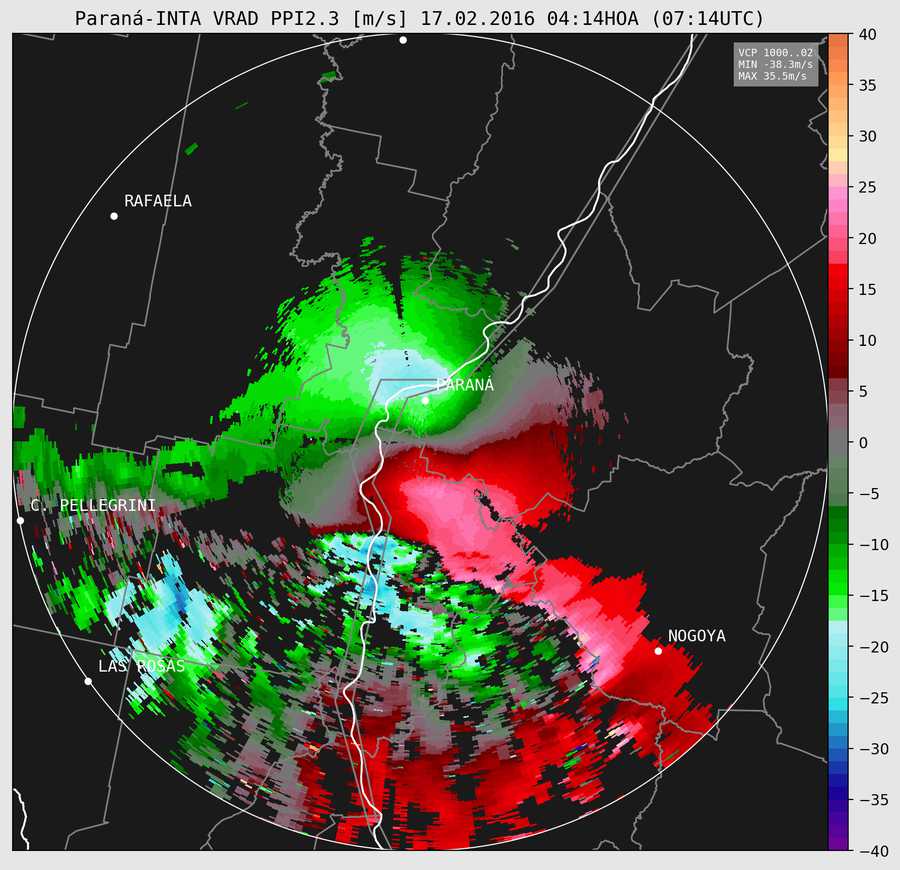 Paraná-INTA VRAD PPI2.3 [m/s] 17.02.2016 04:14HOA (07:14UTC)
VCP 1000..02
MIN -38.3m/s
MAX 35.5m/s
RAFAELA
PARANÁ
C. PELLEGRINI
NOGOYA
LAS ROSAS
40
35
30
25
20
15
10
5
0
−5
−10
−15
−20
−25
−30
−35
−40